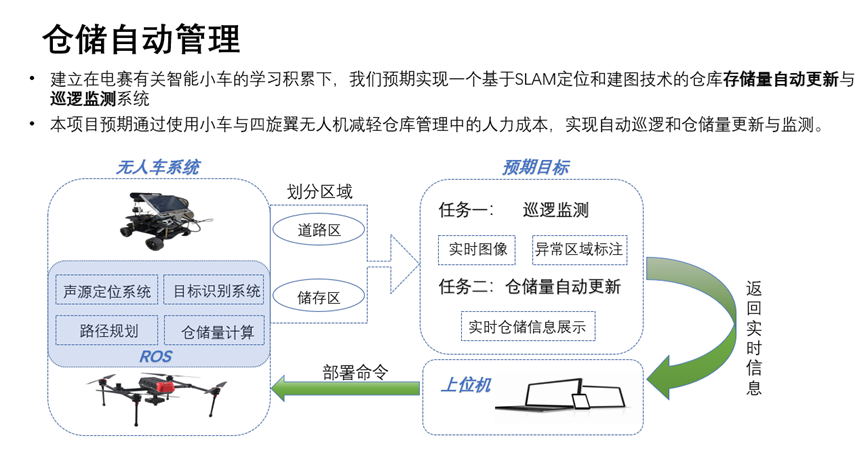 仓储自动管理
• 建立在电赛有关智能小车的学习积累下，我们预期实现一个基于SLAM定位和建图技术的仓库存储量自动更新与
巡逻监测系统
• 本项目预期通过使用小车与四旋翼无人机减轻仓库管理中的人力成本，实现自动巡逻和仓储量更新与监测。
无人车系统
划分区域
道路区
储存区
声源定位系统
目标识别系统
路径规划
仓储量计算
ROS
预期目标
任务一： 巡逻监测
实时图像
异常区域标注
任务二：仓储量自动更新
实时仓储信息展示
返回实时信息
上位机
部署命令